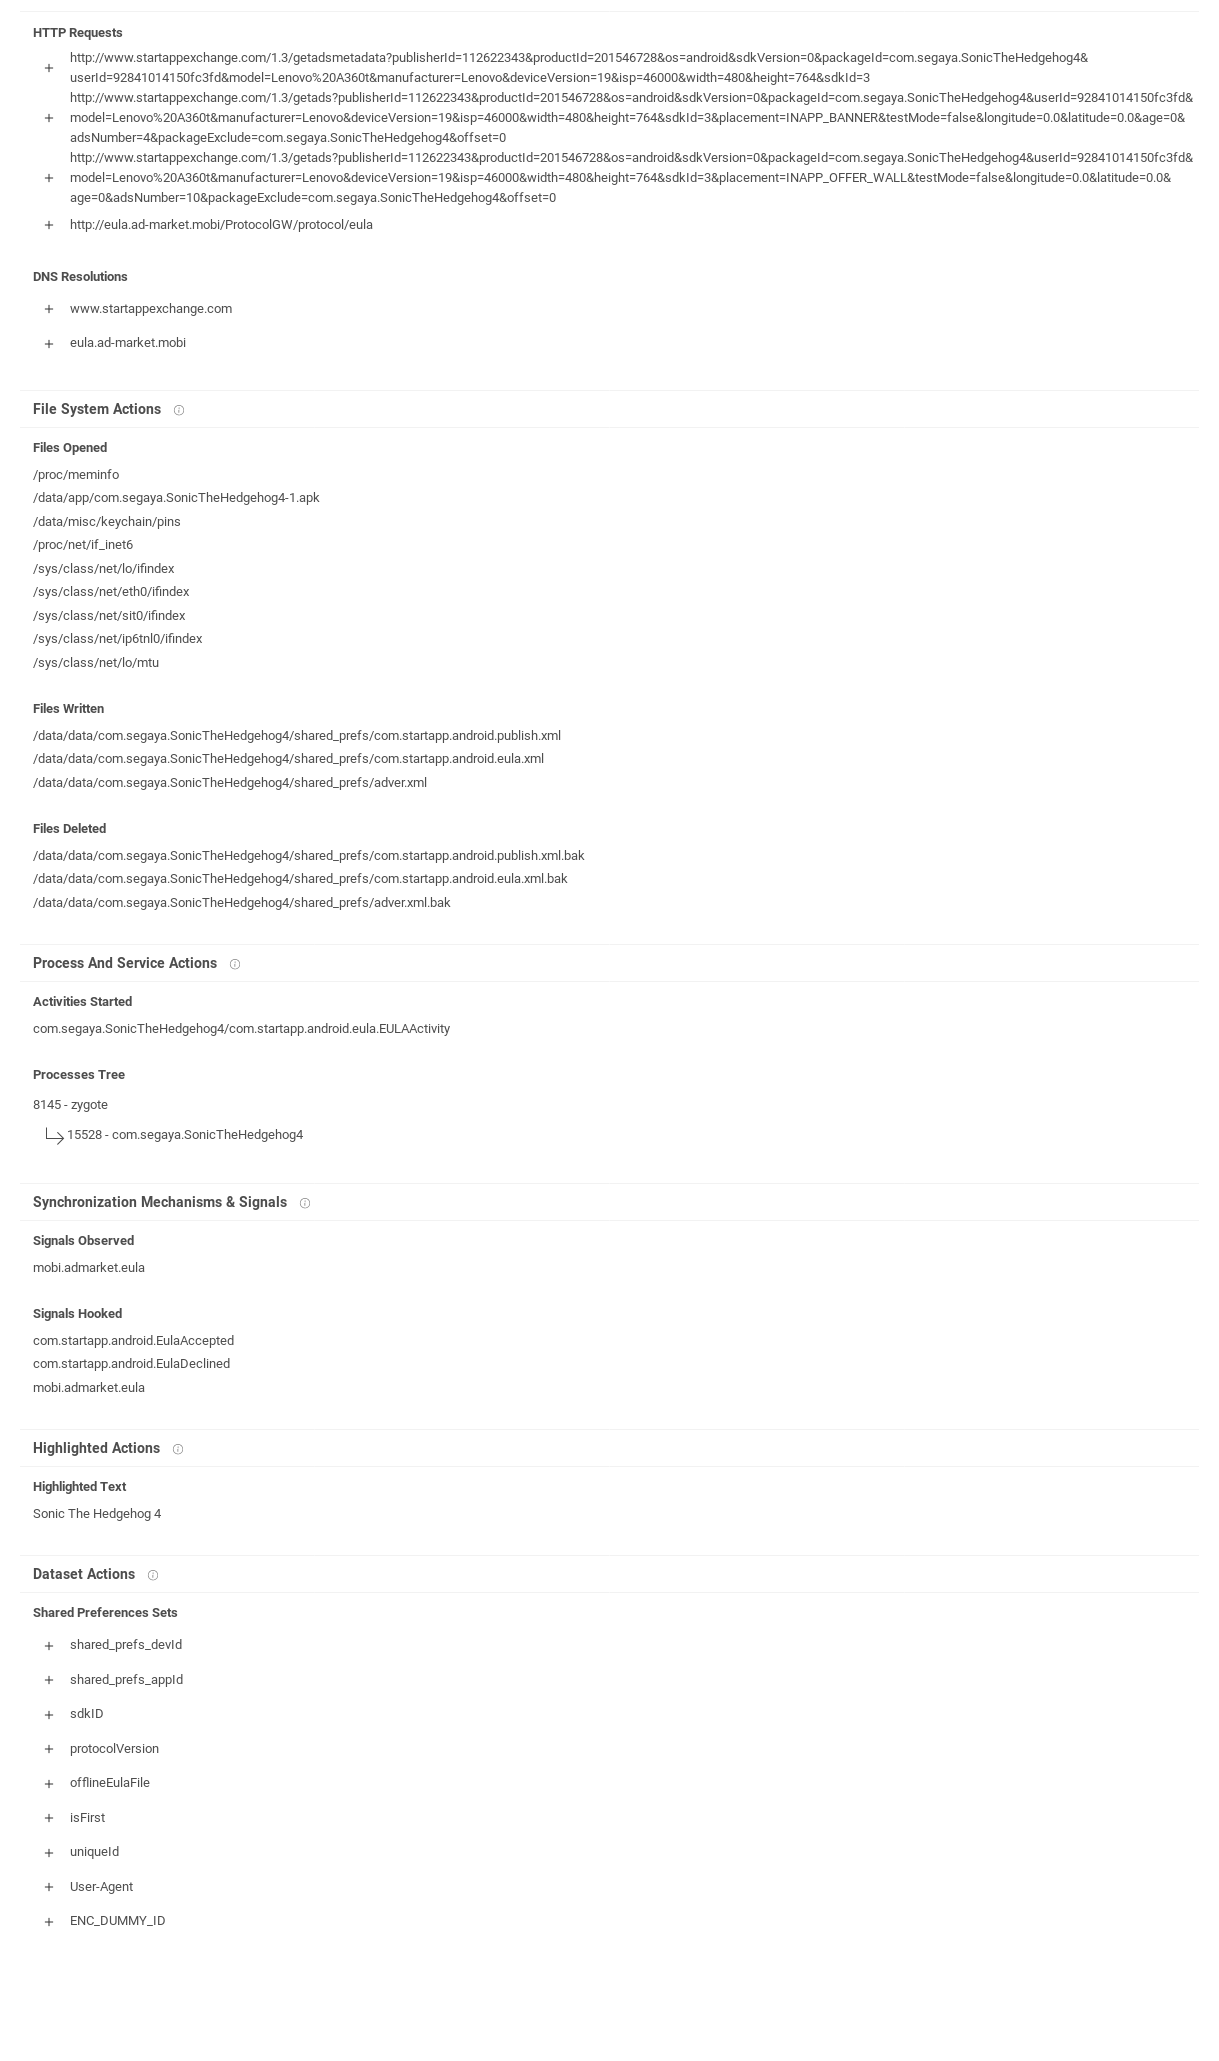 HTTP Requests
http://www.startappexchange.com/1.3/getadsmetadata?publisherId=112622343&productId=201546728&os=android&sdkVersion=0&packageId=com.segaya.SonicTheHedgehog4&
userId=92841014150fc3fd&model=Lenovo%20A360t&manufacturer=Lenovo&deviceVersion=19&isp=46000&width=480&height=764&sdkId=3
http://www.startappexchange.com/1.3/getads?publisherId=112622343&productId=201546728&os=android&sdkVersion=0&packageId=com.segaya.SonicTheHedgehog4&userId=92841014150fc3fd&
model=Lenovo%20A360t&manufacturer=Lenovo&deviceVersion=19&isp=46000&width=480&height=764&sdkId=3&placement=INAPP_BANNER&testMode=false&longitude=0.0&latitude=0.0&age=0&
adsNumber=4&packageExclude=com.segaya.SonicTheHedgehog4&offset=0
http://www.startappexchange.com/1.3/getads?publisherId=112622343&productId=201546728&os=android&sdkVersion=0&packageId=com.segaya.SonicTheHedgehog4&userId=92841014150fc3fd&
model=Lenovo%20A360t&manufacturer=Lenovo&deviceVersion=19&isp=46000&width=480&height=764&sdkId=3&placement=INAPP_OFFER_WALL&testMode=false&longitude=0.0&latitude=0.0&
age=0&adsNumber=10&packageExclude=com.segaya.SonicTheHedgehog4&offset=0
http://eula.ad-market.mobi/ProtocolGW/protocol/eula
DNS Resolutions
www.startappexchange.com
eula.ad-market.mobi
File System Actions
Files Opened
/proc/meminfo
/data/app/com.segaya.SonicTheHedgehog4-1.apk
/data/misc/keychain/pins
/proc/net/if_inet6
/sys/class/net/lo/ifindex
/sys/class/net/eth0/ifindex
/sys/class/net/sit0/ifindex
/sys/class/net/ip6tnl0/ifindex
/sys/class/net/lo/mtu
Files Written
/data/data/com.segaya.SonicTheHedgehog4/shared_prefs/com.startapp.android.publish.xml
/data/data/com.segaya.SonicTheHedgehog4/shared_prefs/com.startapp.android.eula.xml
/data/data/com.segaya.SonicTheHedgehog4/shared_prefs/adver.xml
Files Deleted
/data/data/com.segaya.SonicTheHedgehog4/shared_prefs/com.startapp.android.publish.xml.bak
/data/data/com.segaya.SonicTheHedgehog4/shared_prefs/com.startapp.android.eula.xml.bak
/data/data/com.segaya.SonicTheHedgehog4/shared_prefs/adver.xml.bak
Process And Service Actions
Activities Started
com.segaya.SonicTheHedgehog4/com.startapp.android.eula.EULAActivity
Processes Tree
8145 - zygote
15528 - com.segaya.SonicTheHedgehog4
Synchronization Mechanisms & Signals
Signals Observed
mobi.admarket.eula
Signals Hooked
com.startapp.android.EulaAccepted
com.startapp.android.EulaDeclined
mobi.admarket.eula
Highlighted Actions
Highlighted Text
Sonic The Hedgehog 4
Dataset Actions
Shared Preferences Sets
shared_prefs_devId
shared_prefs_appId
sdkID
protocolVersion
offlineEulaFile
isFirst
uniqueId
User-Agent
ENC_DUMMY_ID